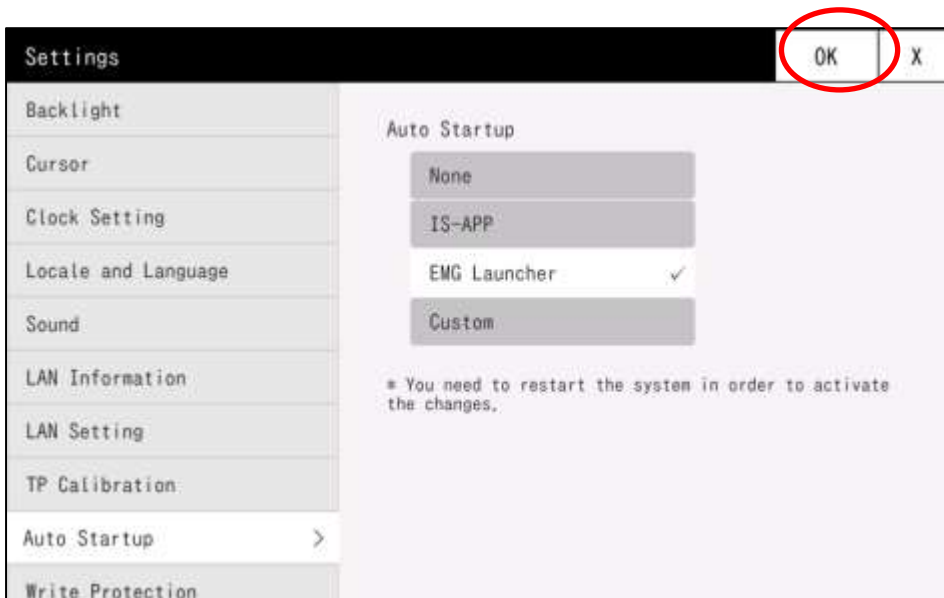 Settings
OK
X
Backlight
Cursor
Clock Setting
Locale and Language
Sound
LAN Information
LAN Setting
TP Calibration
Auto Startup
>
Write Protection
Auto Startup
None
IS-APP
EMG Launcher ✓
Custom
* You need to restart the system in order to activate
the changes.